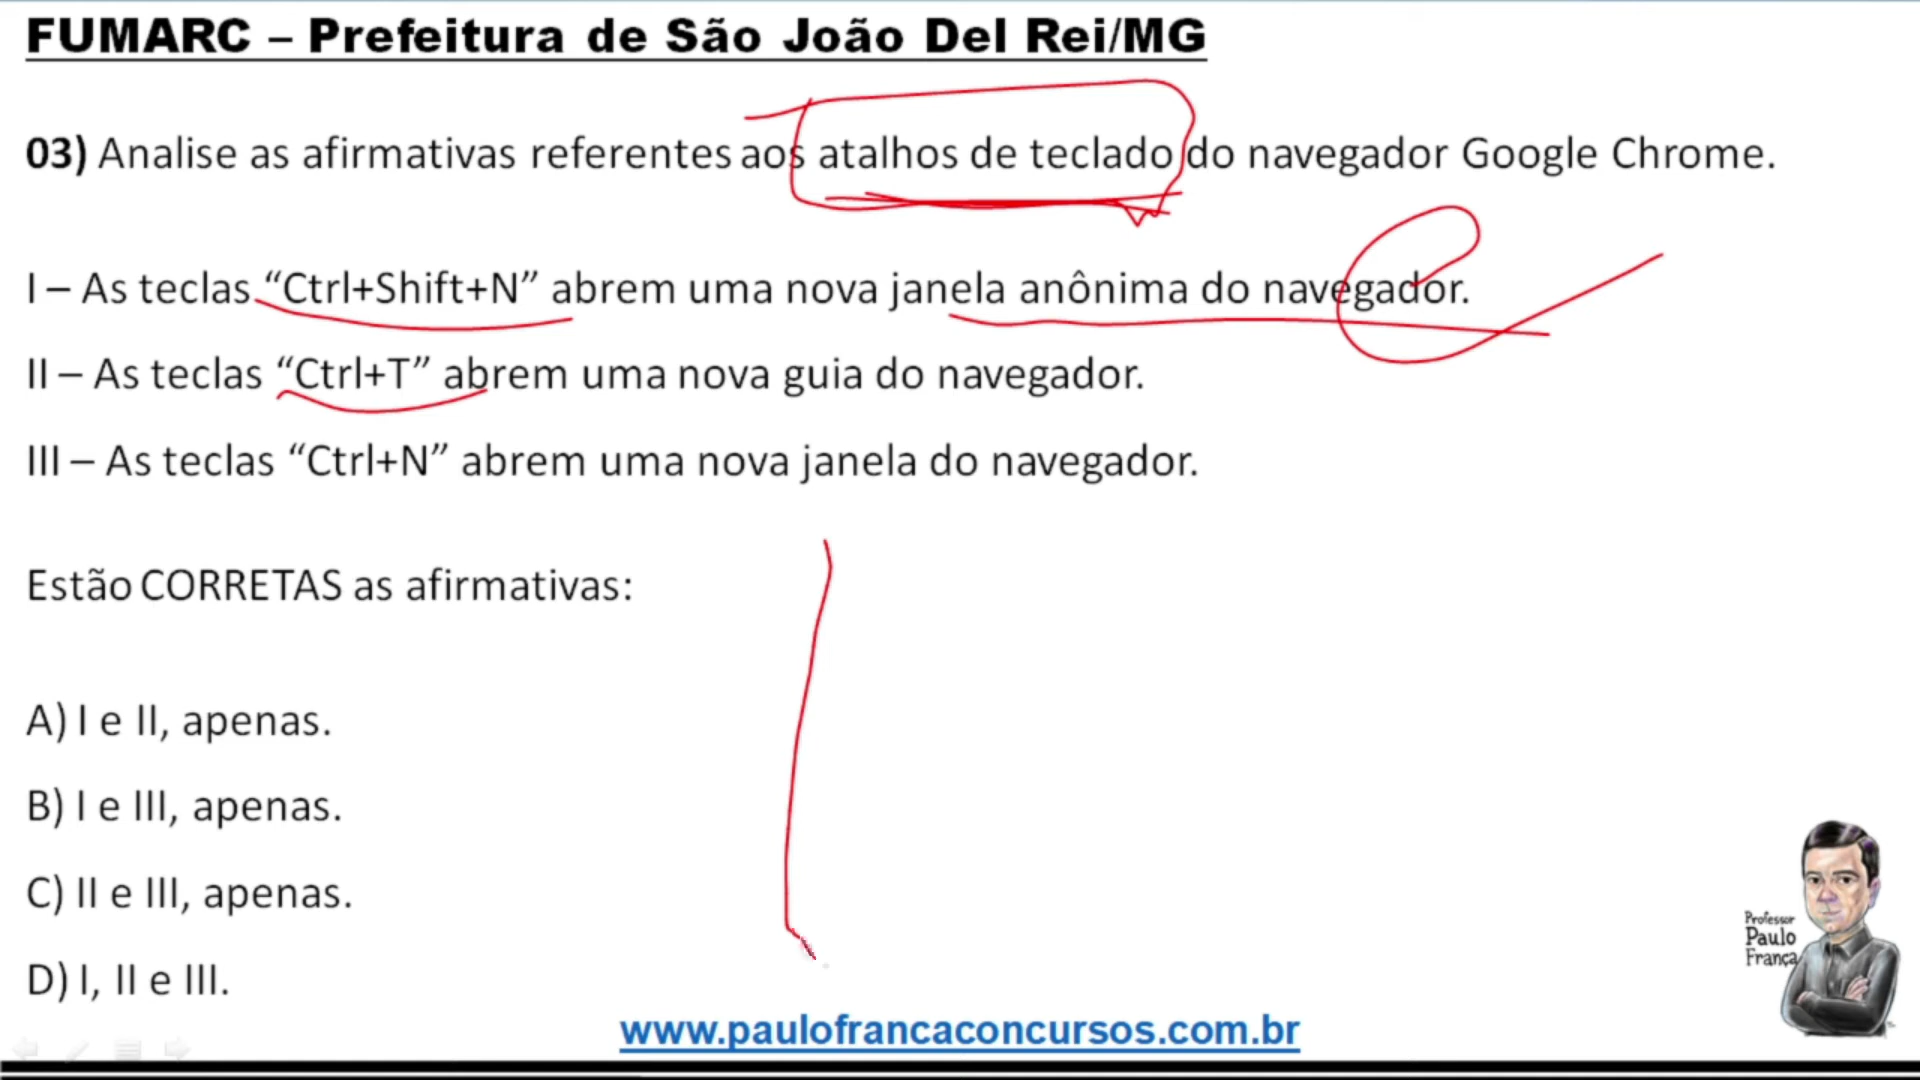 FUMARC – Prefeitura de São João Del Rei/MG
03) Analise as afirmativas referentes aos atalhos de teclado do navegador Google Chrome.
I – As teclas “Ctrl+Shift+N” abrem uma nova janela anônima do navegador.
II – As teclas “Ctrl+T” abrem uma nova guia do navegador.
III – As teclas “Ctrl+N” abrem uma nova janela do navegador.
Estão CORRETAS as afirmativas:
A) I e II, apenas.
B) I e III, apenas.
C) II e III, apenas.
D) I, II e III.
Professor
Paulo
França
www.paulofrancaconcursos.com.br